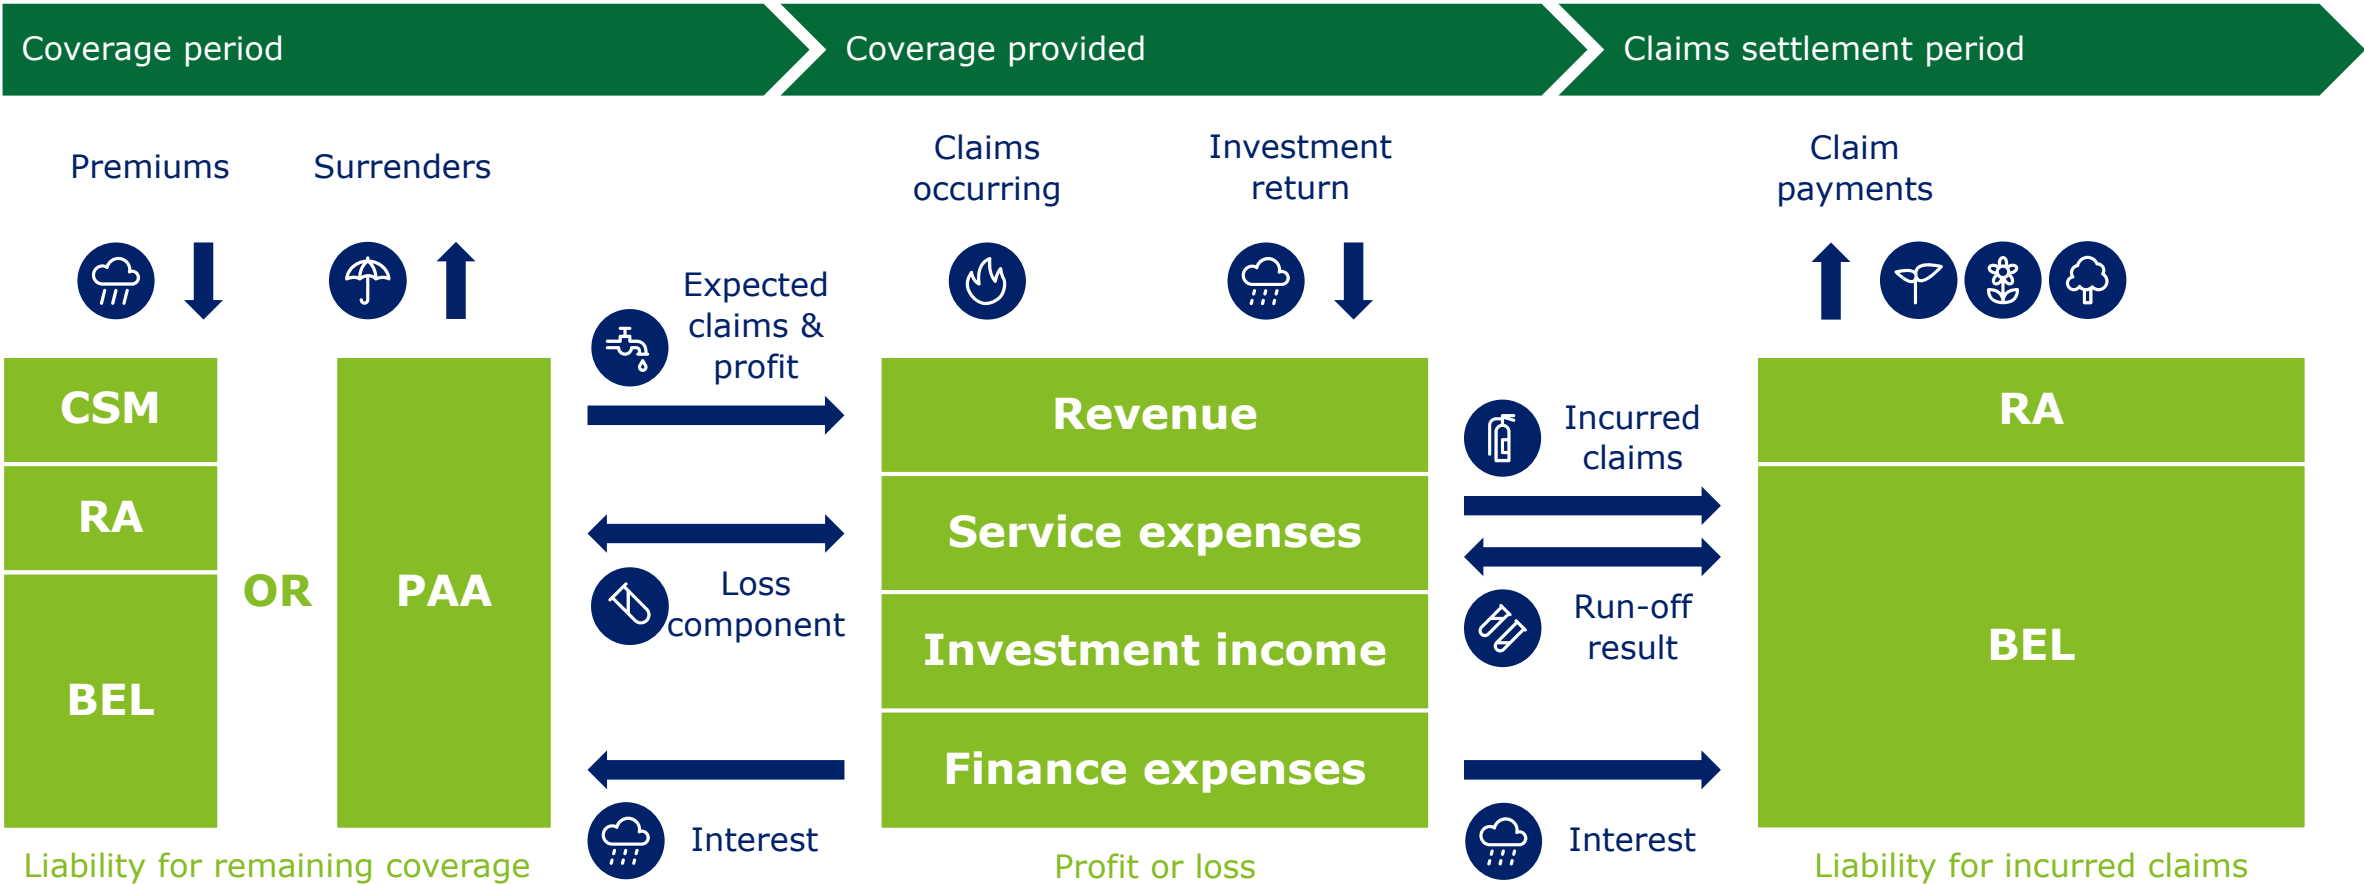 Coverage period
Coverage provided
Claims settlement period
Premiums
Surrenders
Claims
occurring
Investment
return
Claim
payments
Expected
claims &
profit
CSM
RA
BEL
OR
PAA
Loss
component
Interest
Revenue
Service expenses
Investment income
Finance expenses
Incurred
claims
Run-off
result
Interest
RA
BEL
Liability for remaining coverage
Profit or loss
Liability for incurred claims